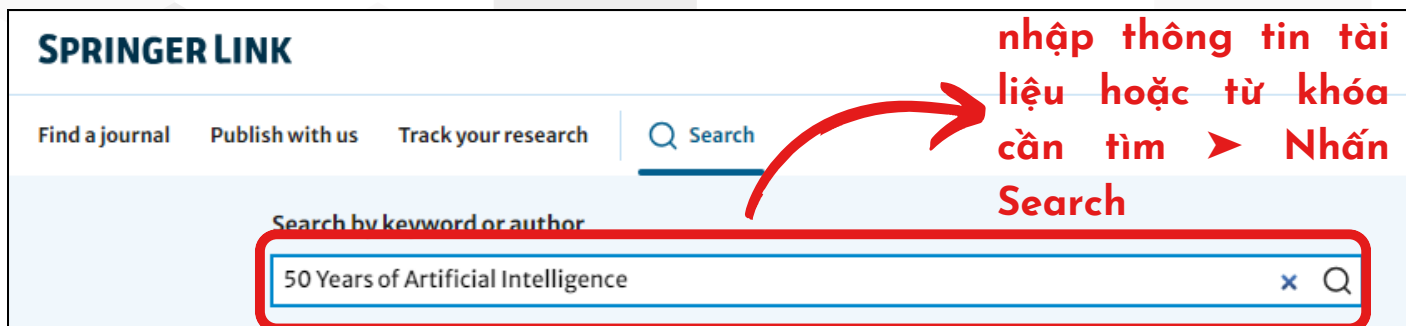 SPRINGER LINK
Find a journal Publish with us Track your research Search
nhập thông tin tài
liệu hoặc từ khóa
cần tìm ➤ Nhấn
Search
Search by keyword or author
50 Years of Artificial Intelligence